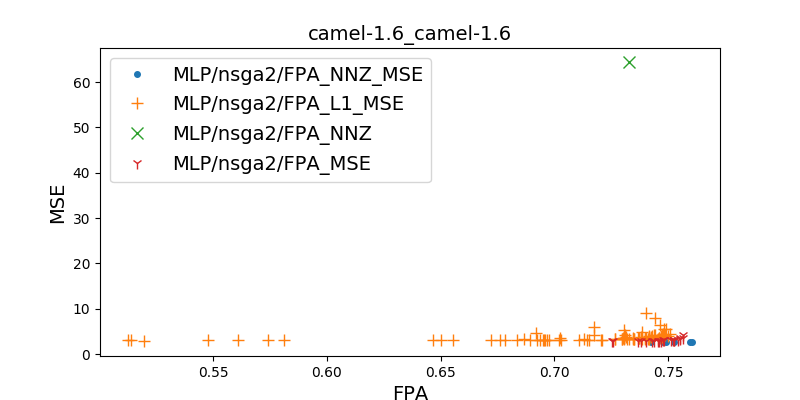 camel-1.6_camel-1.6
MLP/nsga2/FPA_NNZ_MSE
MLP/nsga2/FPA_L1_MSE
MLP/nsga2/FPA_NNZ
MLP/nsga2/FPA_MSE
MSE
60
50
40
30
20
10
0
0.55 0.60 0.65 0.70 0.75
FPA